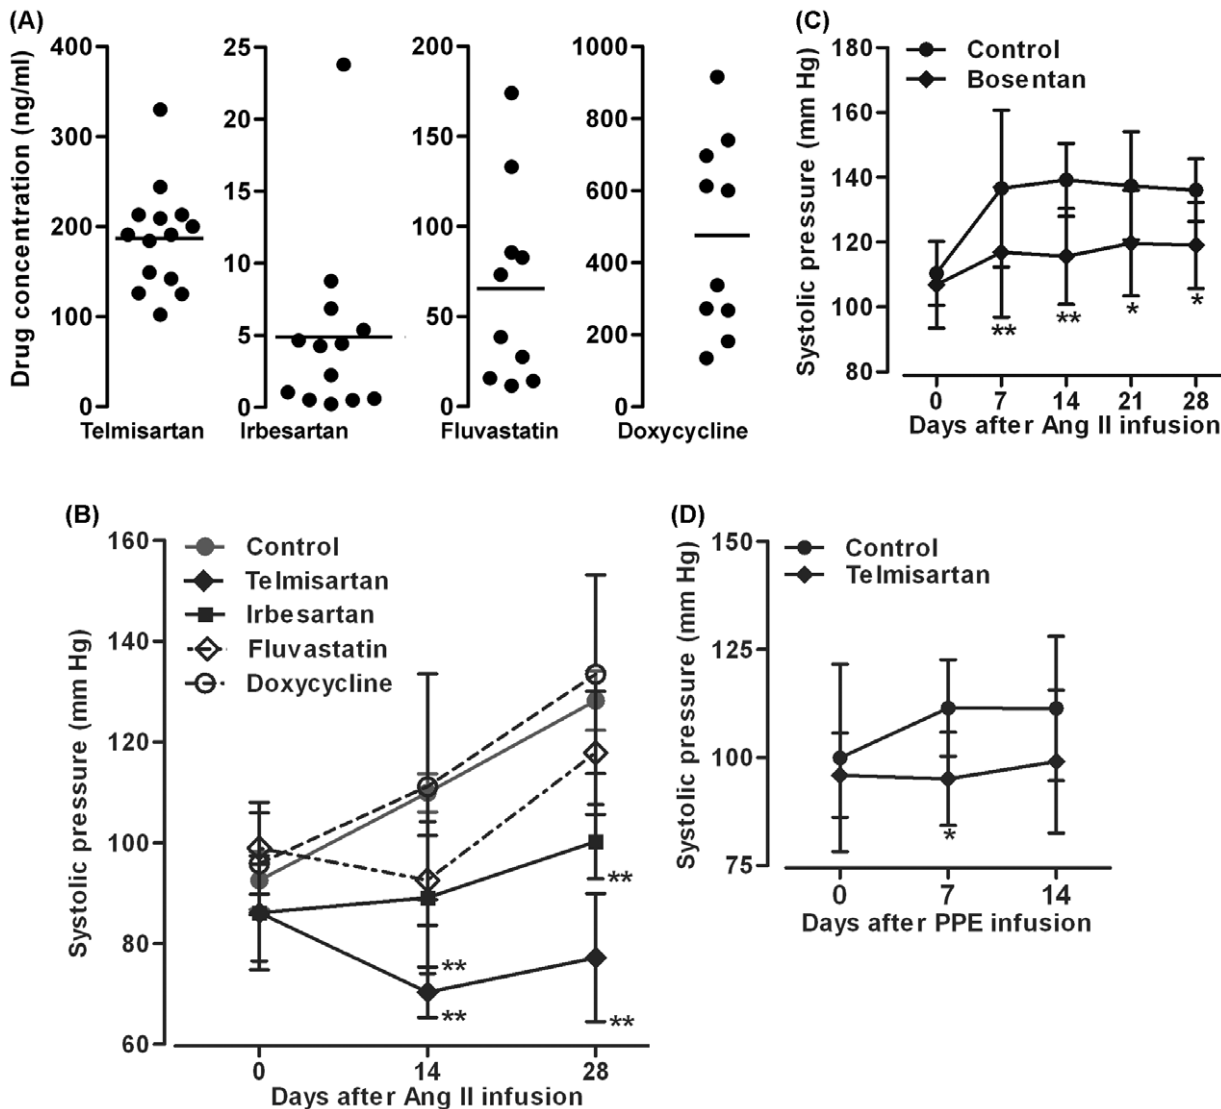 (A)
Drug concentration (ng/ml)
400
300
200
100
0
Telmisartan
25
20
15
10
5
0
Irbesartan
200
150
100
50
0
Fluvastatin
1000
800
600
400
200
0
Doxycycline
(C)
Systolic pressure (mm Hg)
180
160
140
120
100
80
Control
Bosentan
** ** * *
0 7 14 21 28
Days after Ang II infusion
(B)
Systolic pressure (mm Hg)
160
140
120
100
80
60
Control
Telmisartan
Irbesartan
Fluvastatin
Doxycycline
**
**
**
**
0 14 28
Days after Ang II infusion
(D)
Systolic pressure (mm Hg)
150
125
100
75
Control
Telmisartan
*
0 7 14
Days after PPE infusion